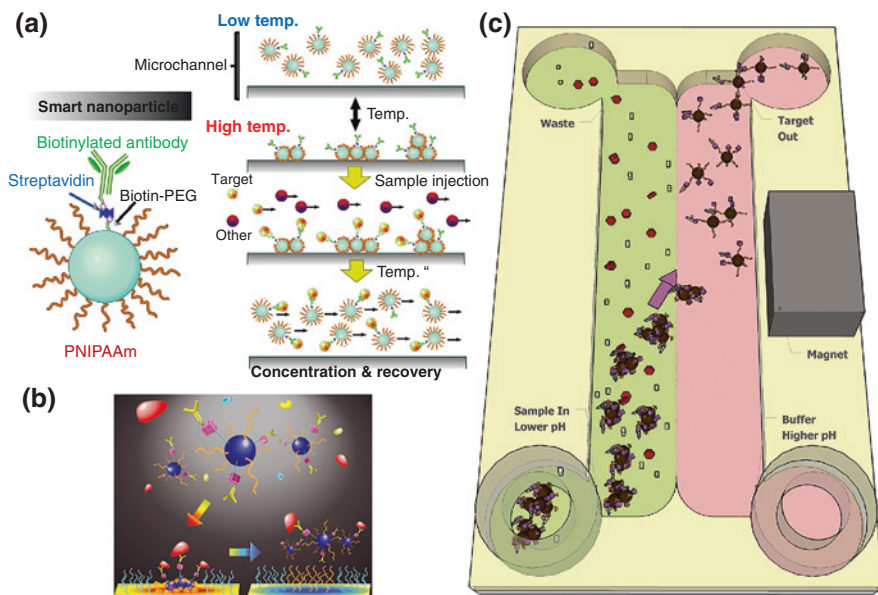 (a)
Low temp.
Microchannel
Smart nanoparticle
Temp.
High temp.
Biotinylated antibody
Streptavidin
Biotin-PEG
Target
Sample injection
Other
Temp. “
PNIPAAm
Concentration & recovery
(b)
(c)
Waste
Target
Out
Magnet
Sample In
Lower pH
Buffer
Higher pH